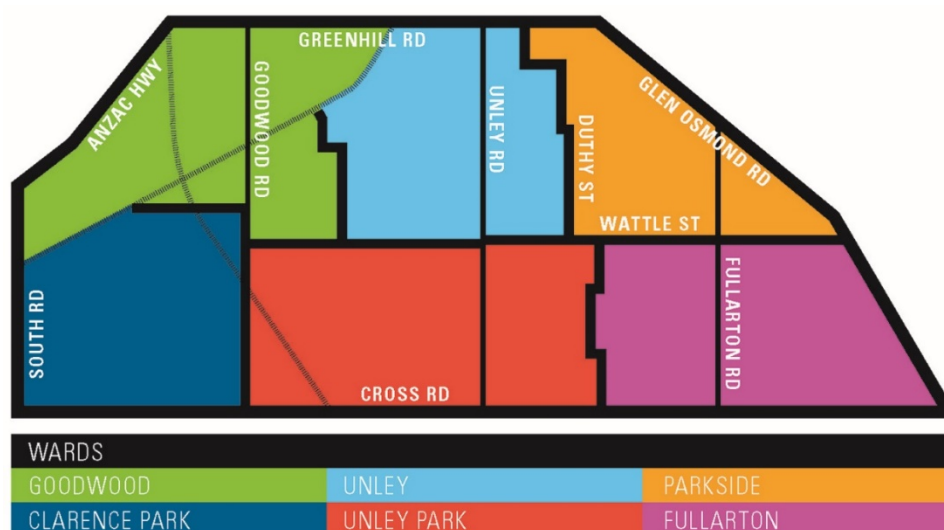 GREENHILL RD
ANZAC HWY
GOODWOOD RD
UNLEY RD
DUTHY ST
GLEN OSMOND RD
WATTLE ST
SOUTH RD
FULLARTON RD
CROSS RD
WARDS
GOODWOOD UNLEY PARKSIDE
CLARENCE PARK UNLEY PARK FULLARTON